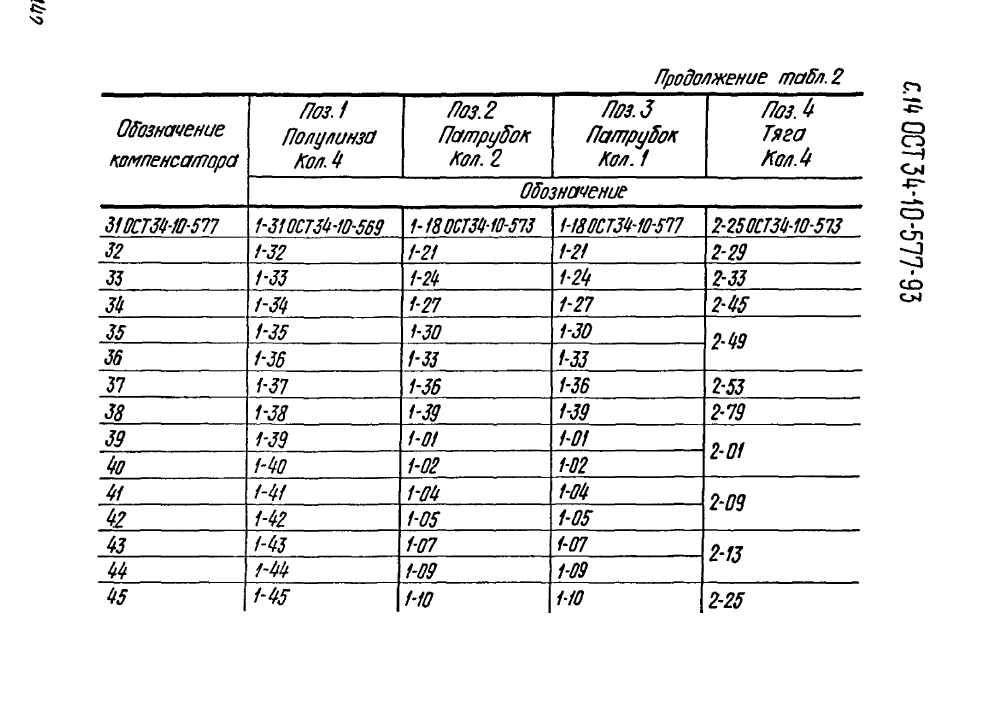 142
Продолжение табл. 2
С. 14 ОСТ 34-10-577-93
Обозначение компенсатора
Поз. 1 Полулинза Кол. 4
Поз. 2 Патрубок Кол. 2
Поз. 3 Патрубок Кол. 1
Поз. 4 Тяга Кол. 4
Обозначение
31 ОСТ 34-10-577 1-31 ОСТ 34-10-569 1-18 ОСТ 34-10-573 1-18 ОСТ 34-10-577 2-25 ОСТ 34-10-573
32 1-32 1-21 1-21 2-29
33 1-33 1-24 1-24 2-33
34 1-34 1-27 1-27 2-45
35 1-35 1-30 1-30 2-49
36 1-36 1-33 1-33
37 1-37 1-36 1-36 2-53
38 1-38 1-39 1-39 2-79
39 1-39 1-01 1-01 2-01
40 1-40 1-02 1-02
41 1-41 1-04 1-04 2-09
42 1-42 1-05 1-05
43 1-43 1-07 1-07 2-13
44 1-44 1-09 1-09
45 1-45 1-10 1-10 2-25